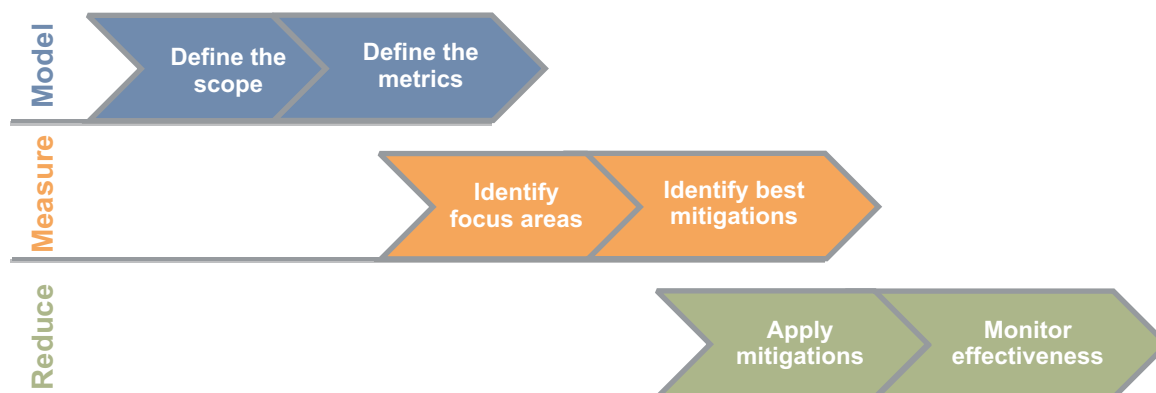 Model
Define the
scope
Define the
metrics
Measure
Identify
focus areas
Identify best
mitigations
Reduce
Apply
mitigations
Monitor
effectiveness